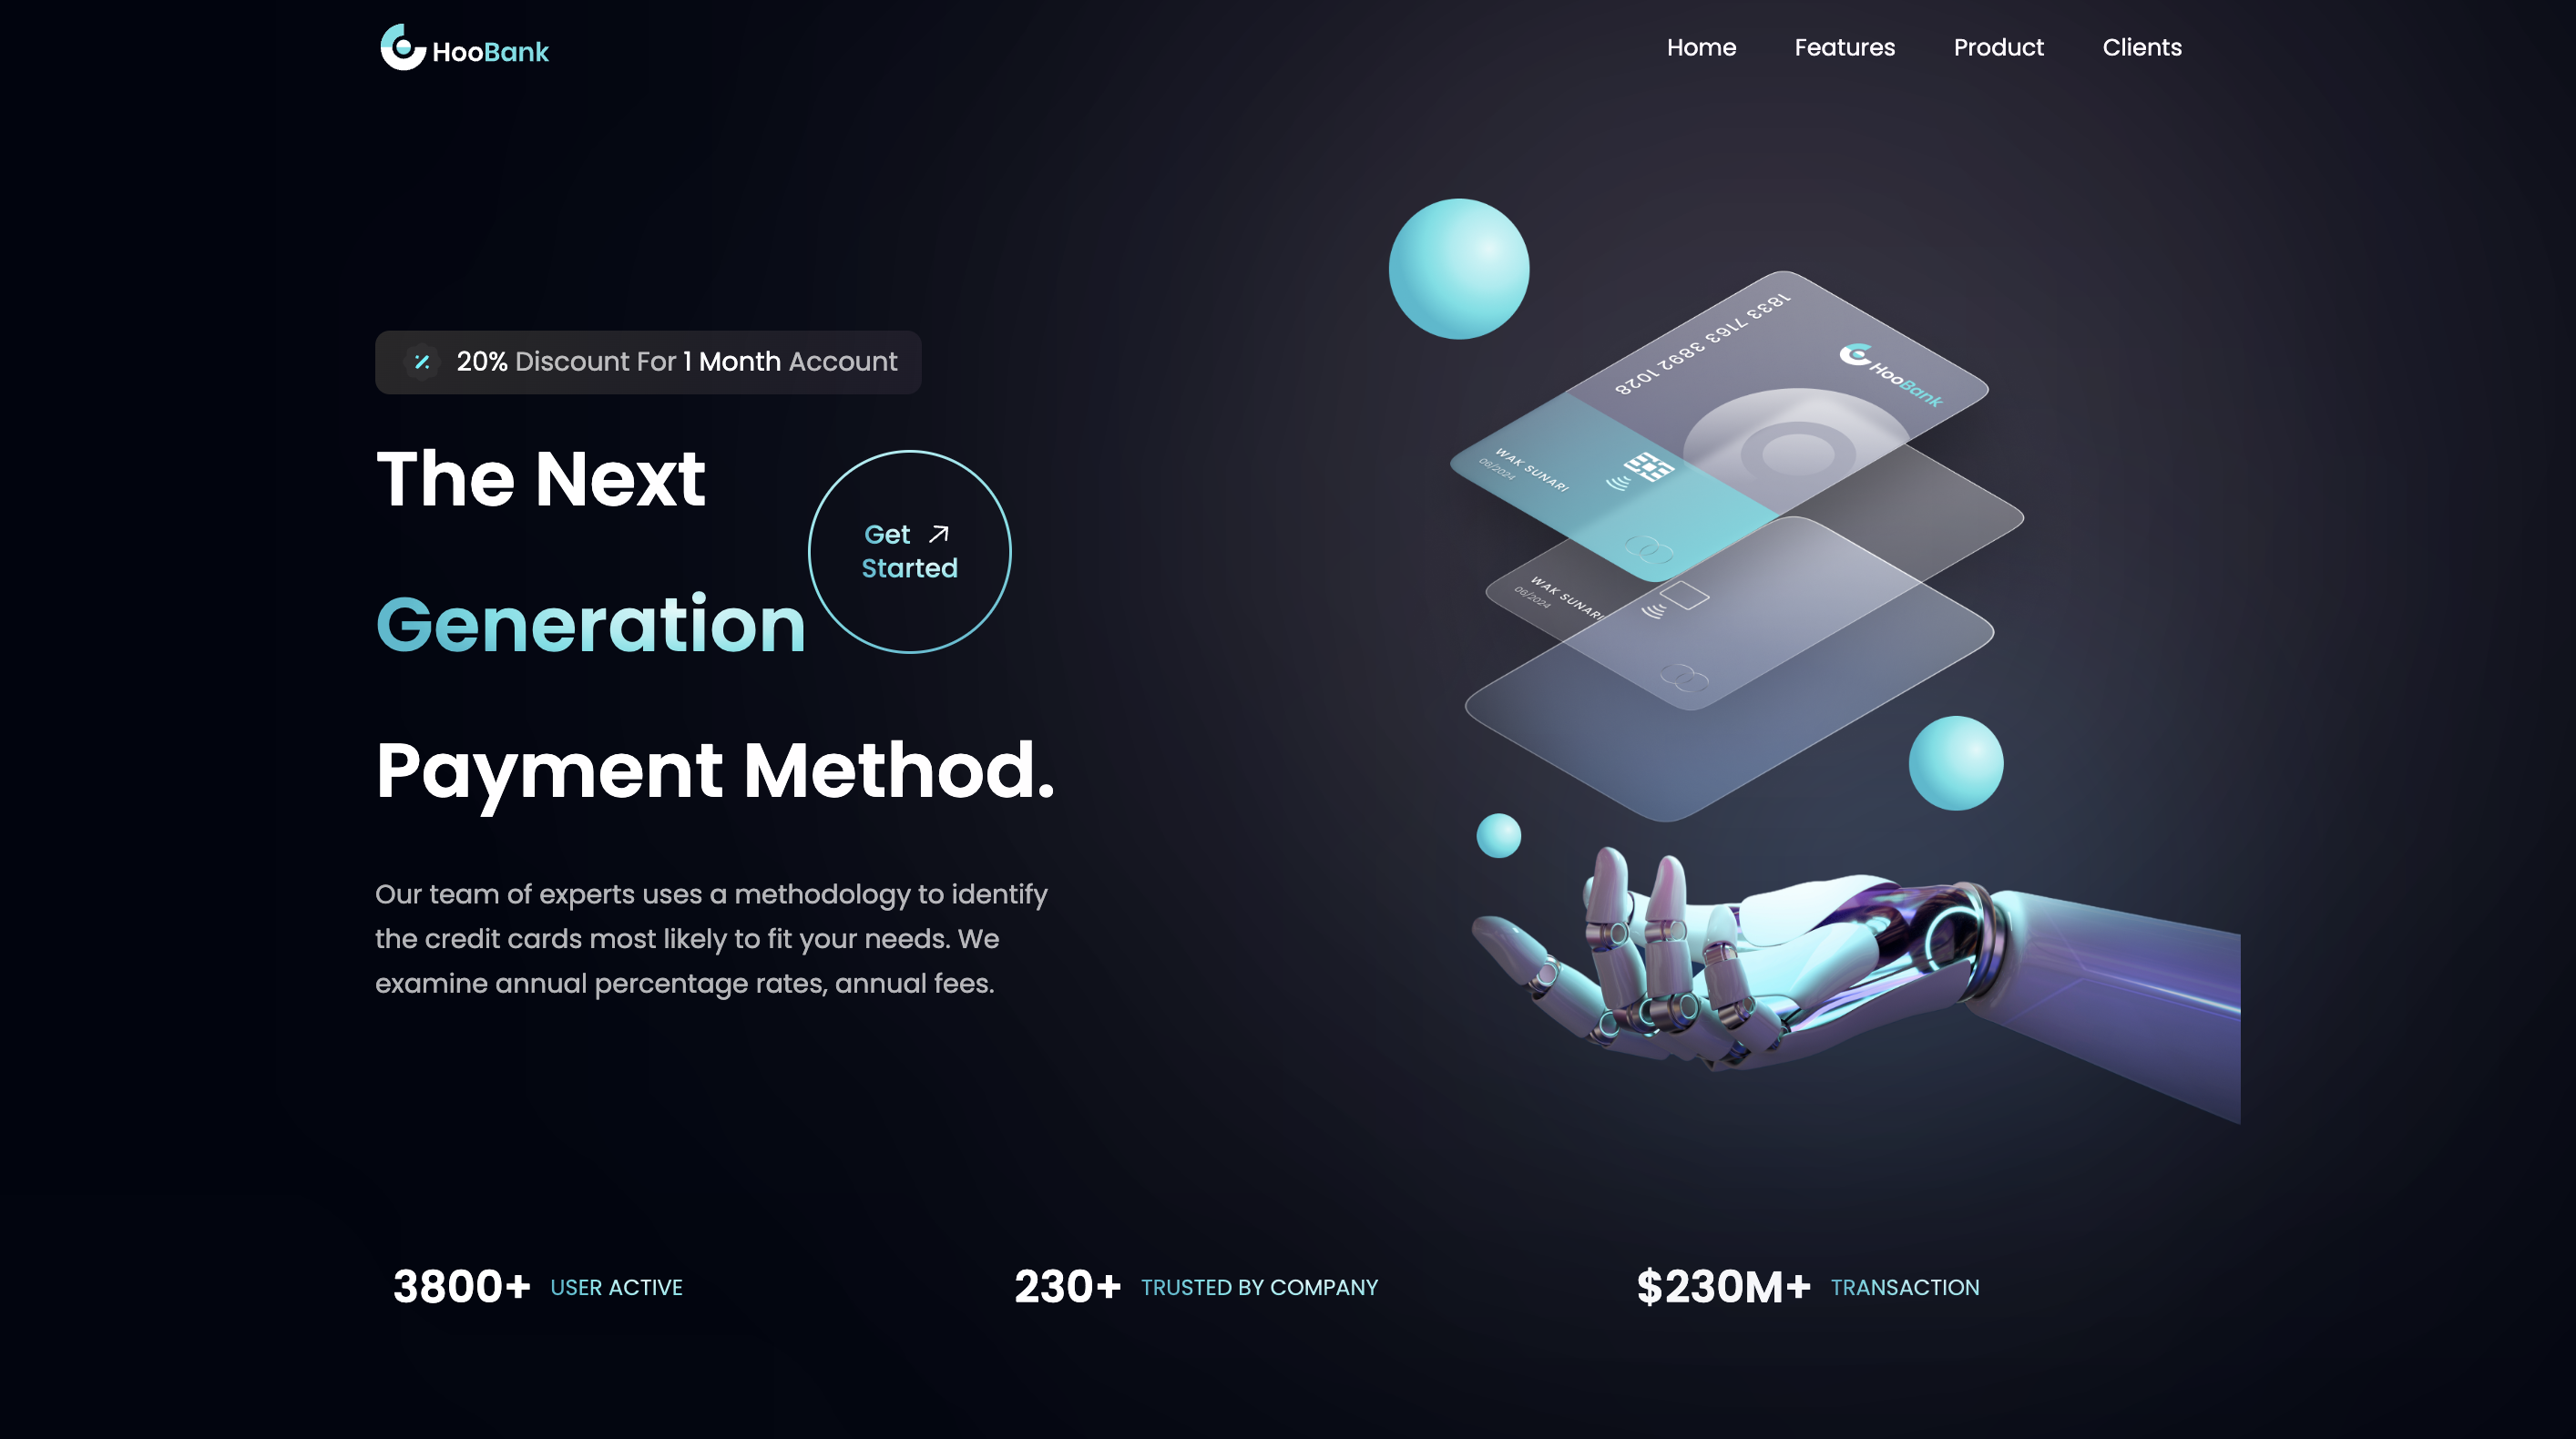 HooBank
Home Features Product Clients
20% Discount For 1 Month Account
The Next
Generation
Payment Method.
Get
Started
Our team of experts uses a methodology to identify
the credit cards most likely to fit your needs. We
examine annual percentage rates, annual fees.
1833 7163 3892 1028
HooBank
WAK SUNARI
06/2024
WAK SUNARI
06/2024
3800+ USER ACTIVE
230+ TRUSTED BY COMPANY
$230M+ TRANSACTION